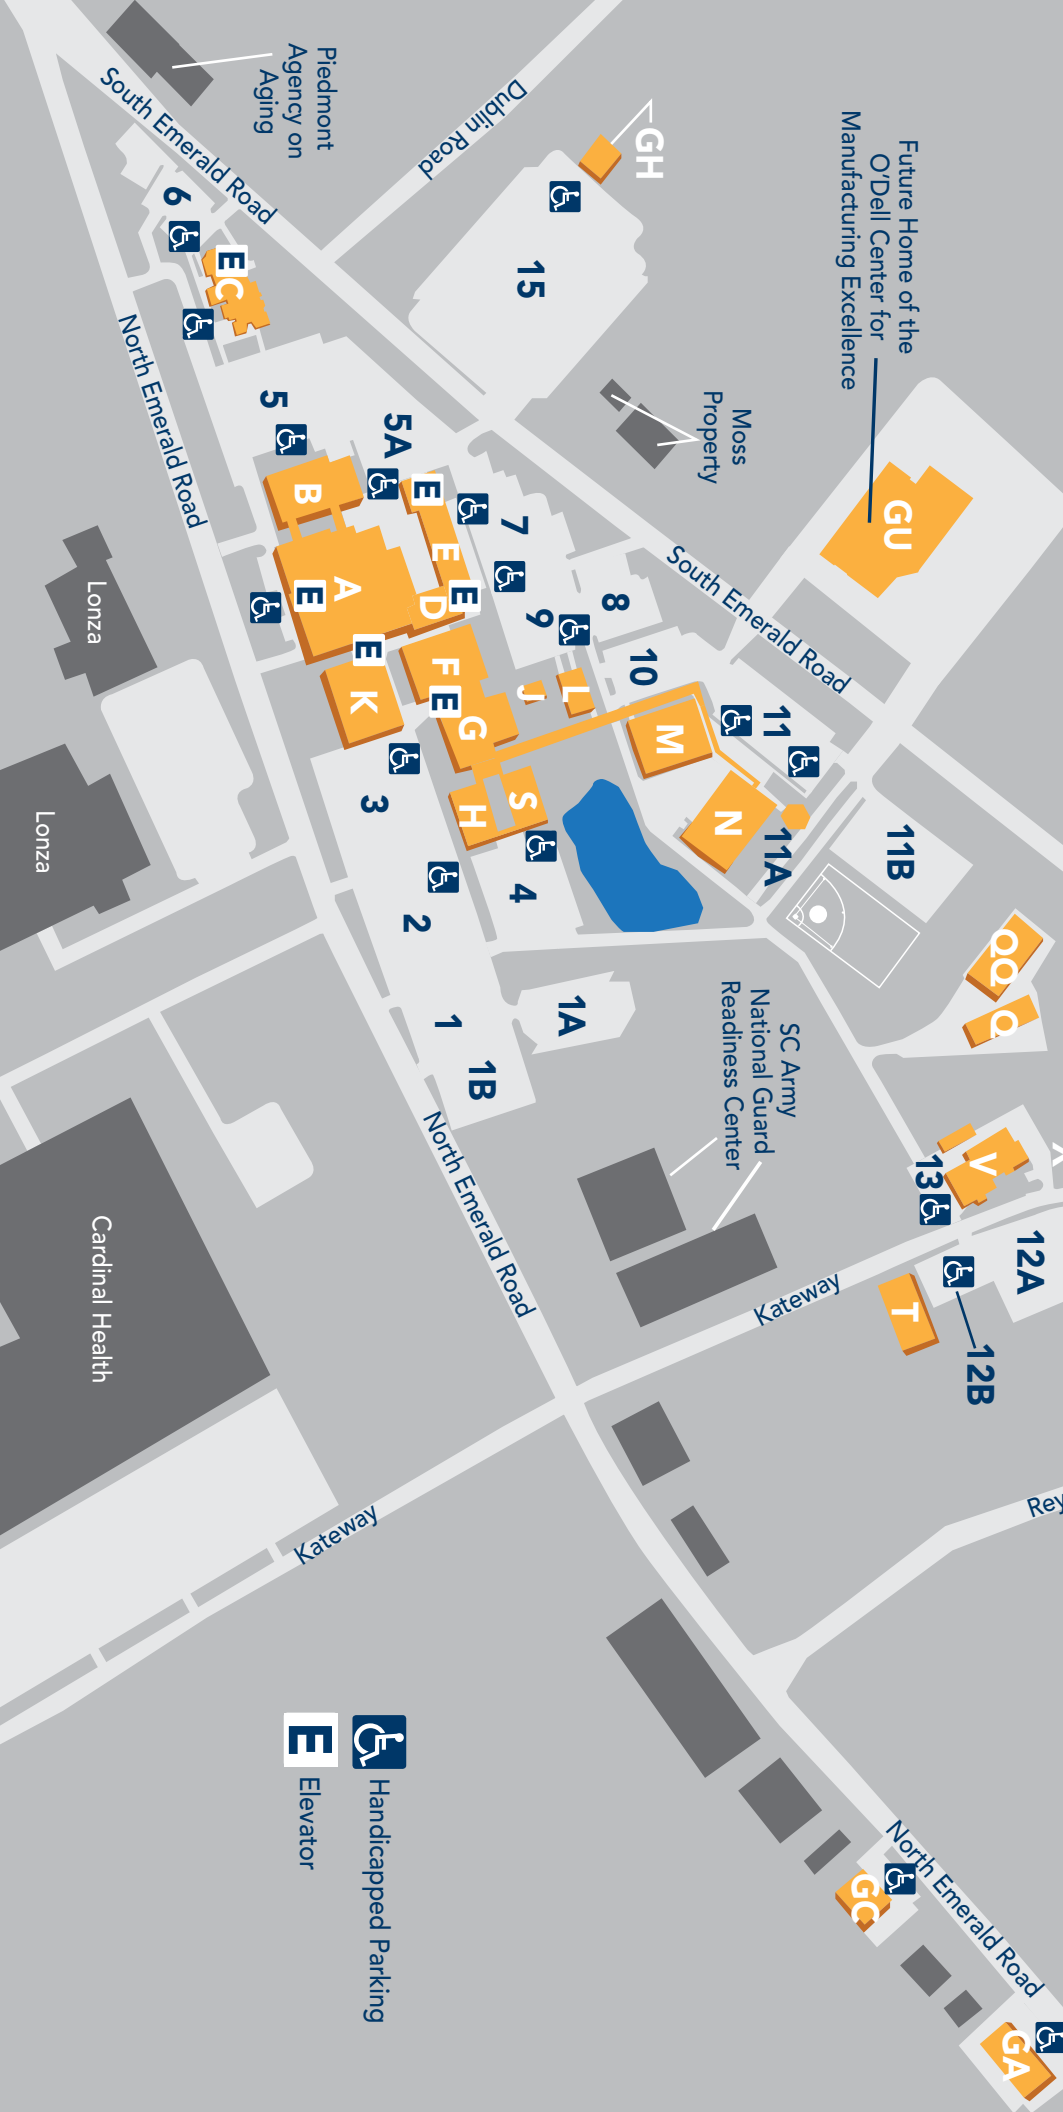 Piedmont
Agency on
Aging
South Emerald Road
Dublin Road
GH
Future Home of the
O'Dell Center for
Manufacturing Excellence
6
E
C
15
North Emerald Road
Moss
Property
GU
5
5A
B
E
7
E
A
E
D
E
8
9
South Emerald Road
Lonza
E
F
E
K
G
J
L
10
M
11
3
H
S
N
11A
11B
Lonza
2
4
QQ
Q
1
1A
1B
SC Army
National Guard
Readiness Center
North Emerald Road
V
13
12A
T
12B
Kateway
Cardinal Health
Kateway
Rey
E
Elevator
Handicapped Parking
GC
North Emerald Road
GA